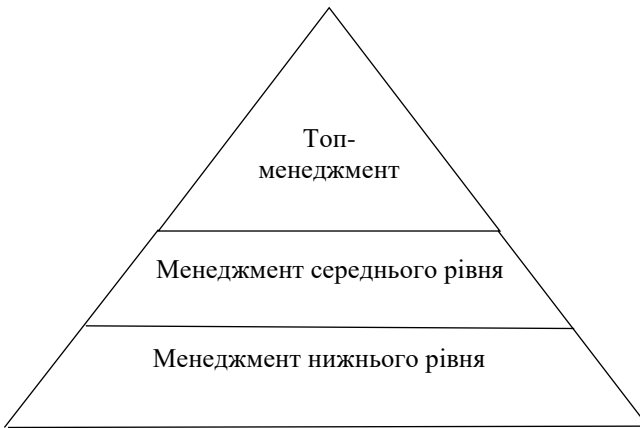 Топ-
менеджмент
Менеджмент середнього рівня
Менеджмент нижнього рівня